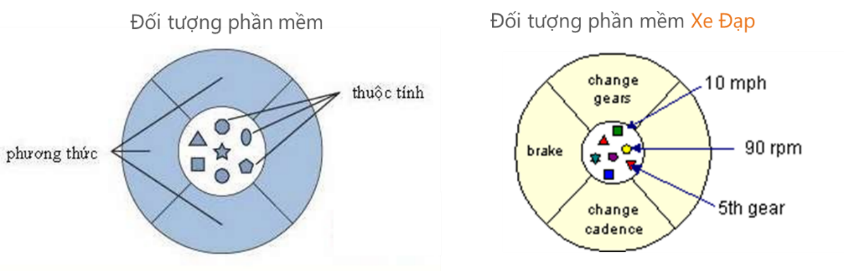 Đối tượng phần mềm
thuộc tính
phương thức
Đối tượng phần mềm Xe Đạp
change
gears
10 mph
brake
90 rpm
5th gear
change
cadence